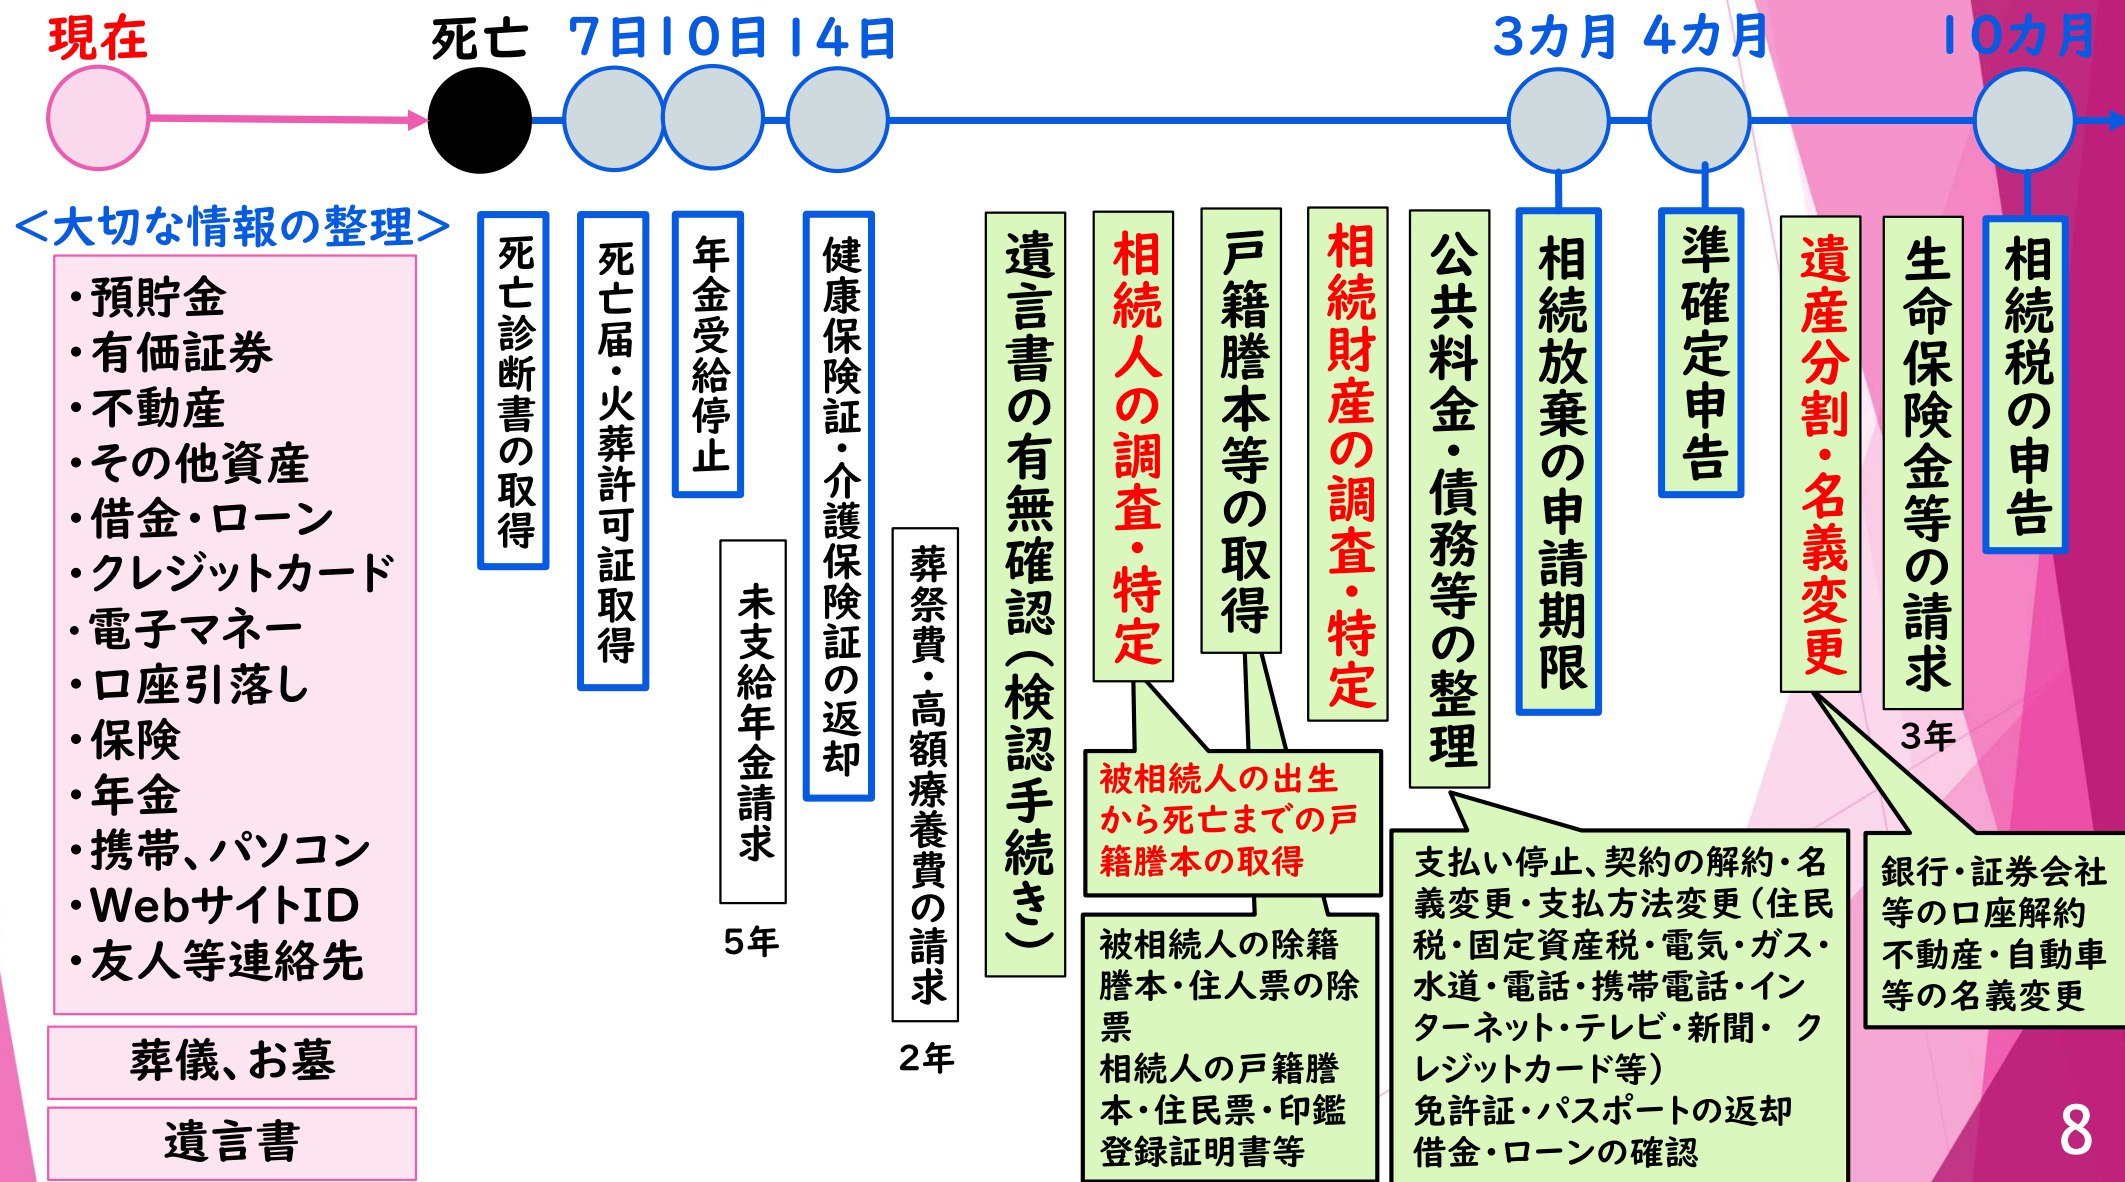 現在
死亡
7日
10日
14日
3カ月
4カ月
10カ月
＜大切な情報の整理＞
・預貯金
・有価証券
・不動産
・その他資産
・借金・ローン
・クレジットカード
・電子マネー
・口座引落し
・保険
・年金
・携帯、パソコン
・WebサイトID
・友人等連絡先
葬儀、お墓
遺言書
死亡診断書の取得
死亡届・火葬許可証取得
年金受給停止
未支給年金請求
5年
健康保険証・介護保険証の返却
葬祭費・高額療養費の請求
2年
遺言書の有無確認（検認手続き）
相続人の調査・特定
戸籍謄本等の取得
相続財産の調査・特定
公共料金・債務等の整理
相続放棄の申請期限
準確定申告
遺産分割・名義変更
生命保険金等の請求
3年
相続税の申告
被相続人の出生
から死亡までの戸
籍謄本の取得
被相続人の除籍
謄本・住人票の除
票
相続人の戸籍謄
本・住民票・印鑑
登録証明書等
支払い停止、契約の解約・名
義変更・支払方法変更（住民
税・固定資産税・電気・ガス・
水道・電話・携帯電話・イン
ターネット・テレビ・新聞・ ク
レジットカード等）
免許証・パスポートの返却
借金・ローンの確認
銀行・証券会社
等の口座解約
不動産・自動車
等の名義変更
8